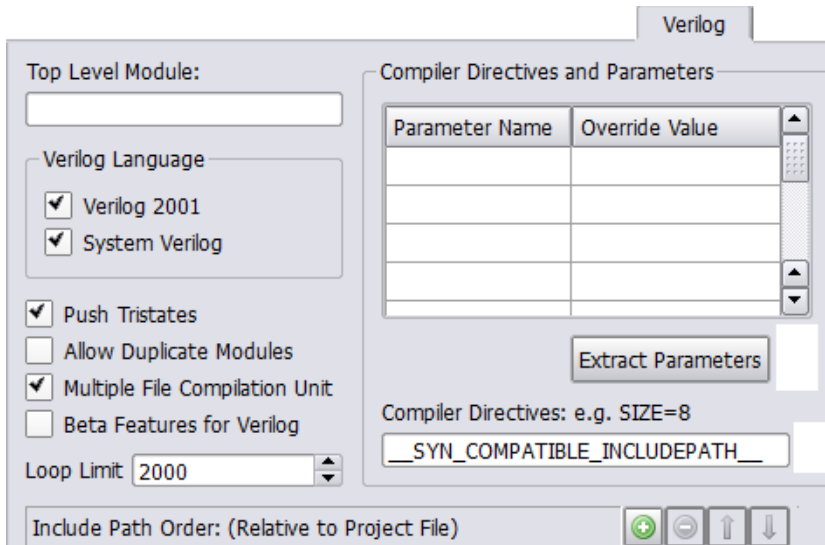 Verilog
Top Level Module:
Compiler Directives and Parameters
Parameter Name Override Value
Verilog Language
Verilog 2001
System Verilog
Push Tristates
Allow Duplicate Modules
Multiple File Compilation Unit
Beta Features for Verilog
Loop Limit 2000
Extract Parameters
Compiler Directives: e.g. SIZE=8
__SYN_COMPATIBLE_INCLUDEPATH__
Include Path Order: (Relative to Project File)